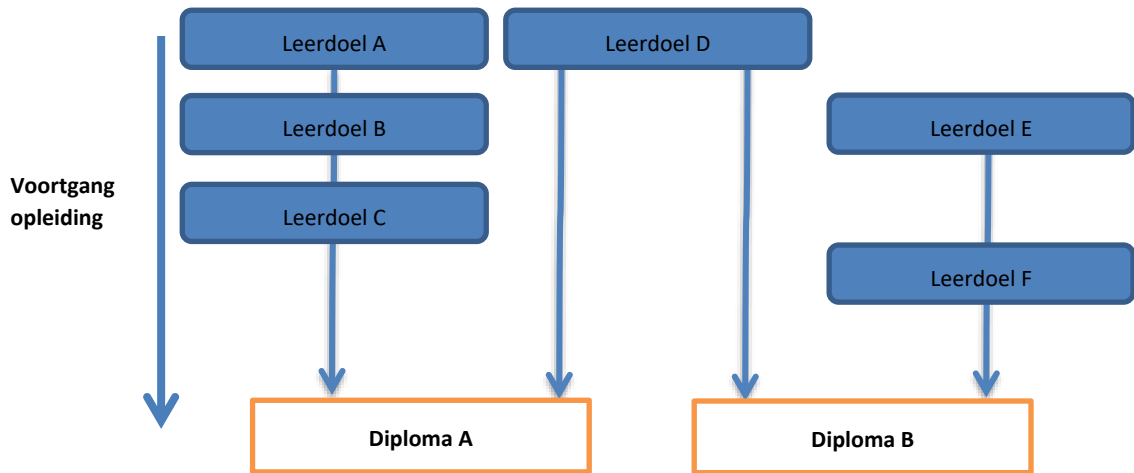 Leerdoel A
Leerdoel D
Leerdoel B
Leerdoel E
Voortgang
opleiding
Leerdoel C
Leerdoel F
Diploma A
Diploma B